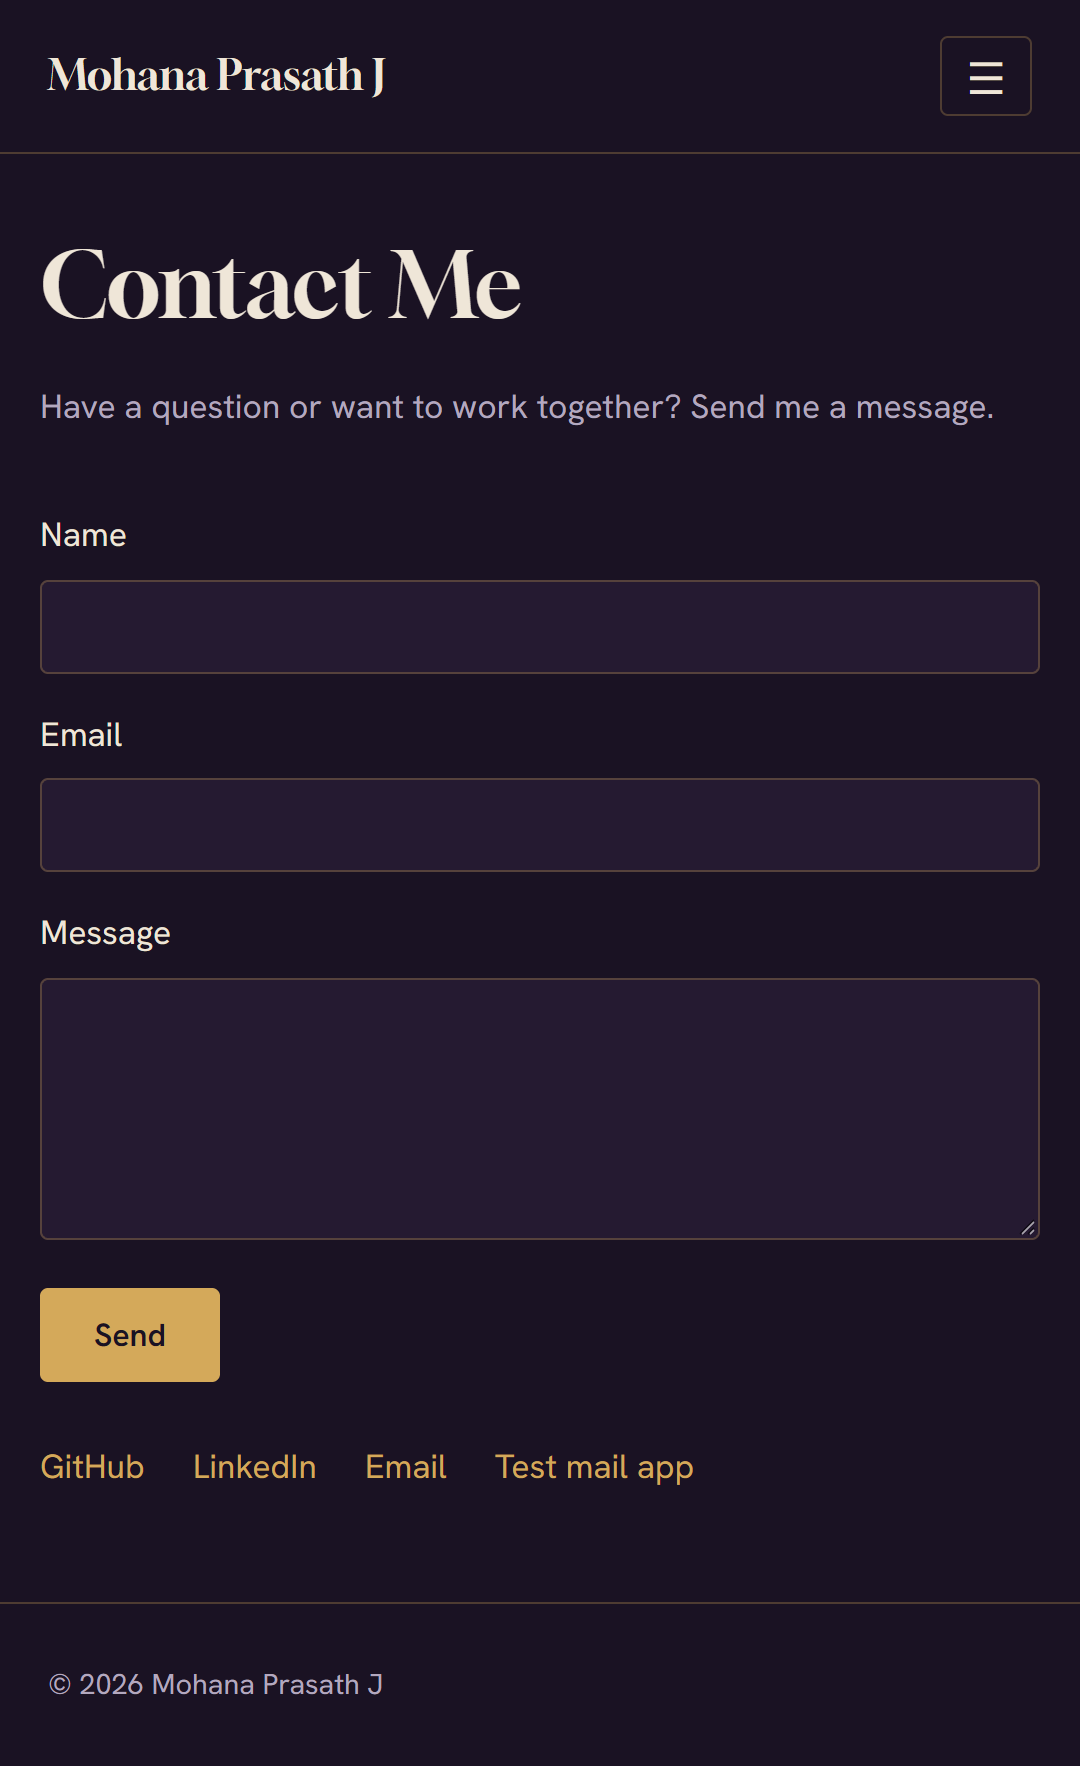 Mohana Prasath J
☰
Contact Me
Have a question or want to work together? Send me a message.
Name
Email
Message
Send
GitHub LinkedIn Email Test mail app
© 2026 Mohana Prasath J